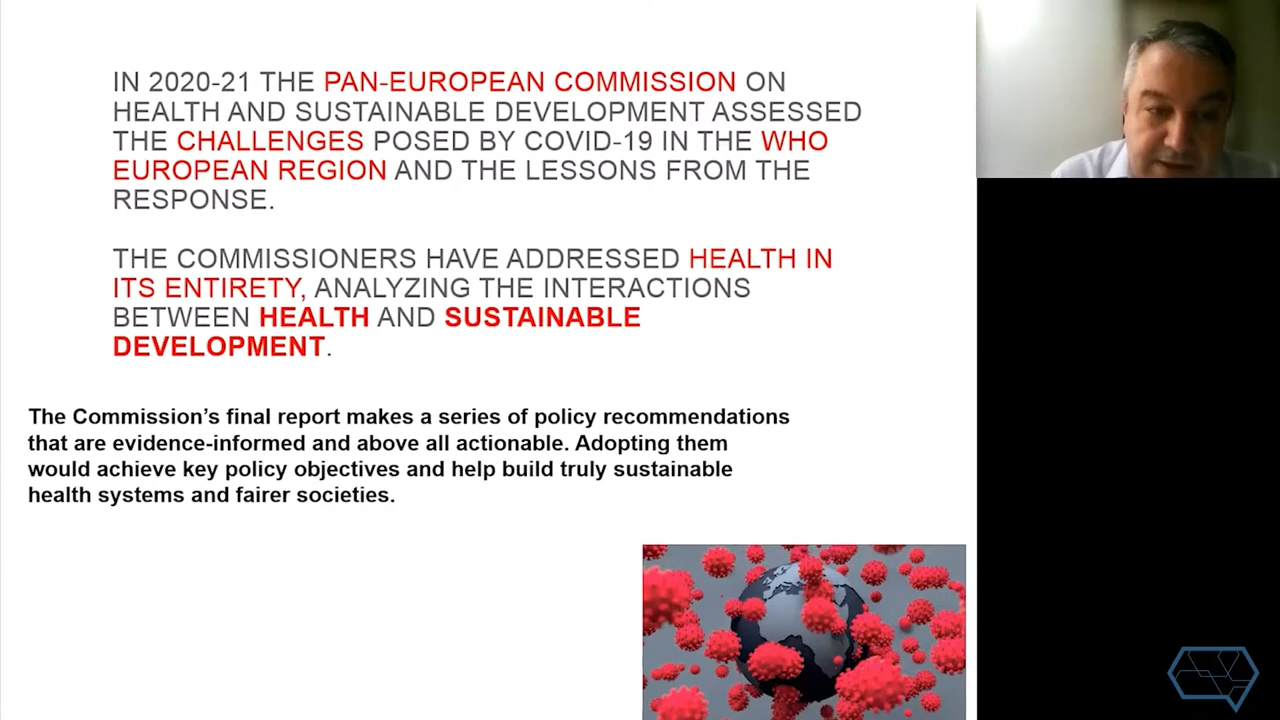 IN 2020-21 THE PAN-EUROPEAN COMMISSION ON
HEALTH AND SUSTAINABLE DEVELOPMENT ASSESSED
THE CHALLENGES POSED BY COVID-19 IN THE WHO
EUROPEAN REGION AND THE LESSONS FROM THE
RESPONSE.
THE COMMISSIONERS HAVE ADDRESSED HEALTH IN
ITS ENTIRETY, ANALYZING THE INTERACTIONS
BETWEEN HEALTH AND SUSTAINABLE
DEVELOPMENT.
The Commission’s final report makes a series of policy recommendations
that are evidence-informed and above all actionable. Adopting them
would achieve key policy objectives and help build truly sustainable
health systems and fairer societies.